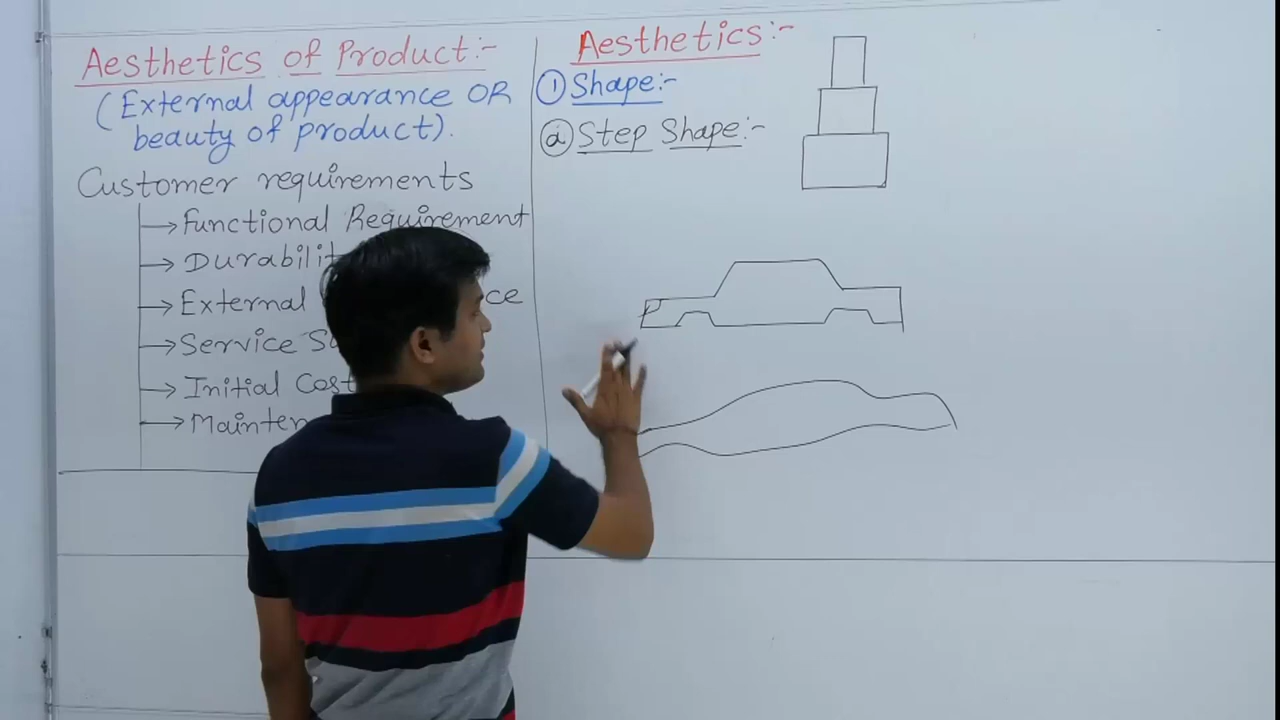 Aesthetics of Product:-
(External appearance OR
beauty of product).
Customer requirements
→Functional Requirement
→Durabilit
→External ce
→Service S
→Initial Cost
→Mainten
Aesthetics:-
① Shape:-
ⓐ Step Shape:-